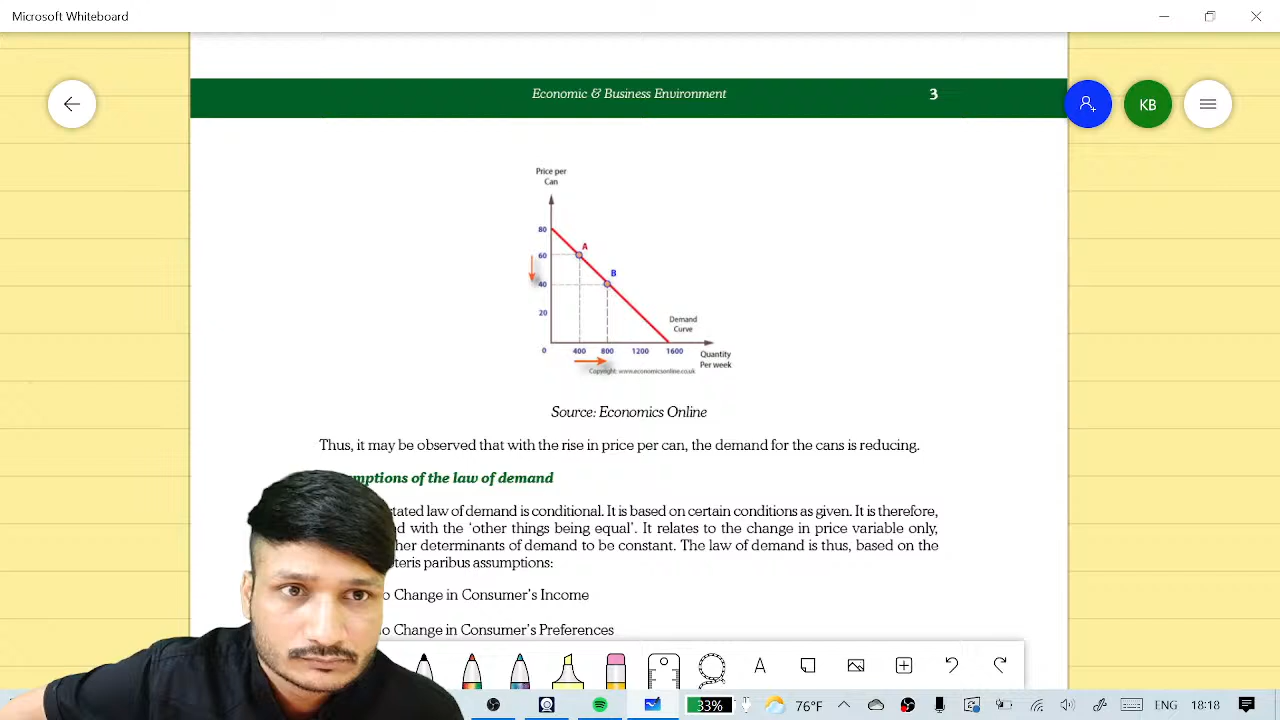 Microsoft Whiteboard
Economic & Business Environment 3
KB
Price per
Can
80
A
60
B
40
20
Demand
Curve
0 400 800 1200 1600
Quantity
Per week
Copyright: www.economicsonline.co.uk
Source: Economics Online
Thus, it may be observed that with the rise in price per can, the demand for the cans is reducing.
mptions of the law of demand
tated law of demand is conditional. It is based on certain conditions as given. It is therefore,
d with the ‘other things being equal’. It relates to the change in price variable only,
her determinants of demand to be constant. The law of demand is thus, based on the
teris paribus assumptions:
o Change in Consumer’s Income
o Change in Consumer’s Preferences
A
33% 76°F ENG 18:18